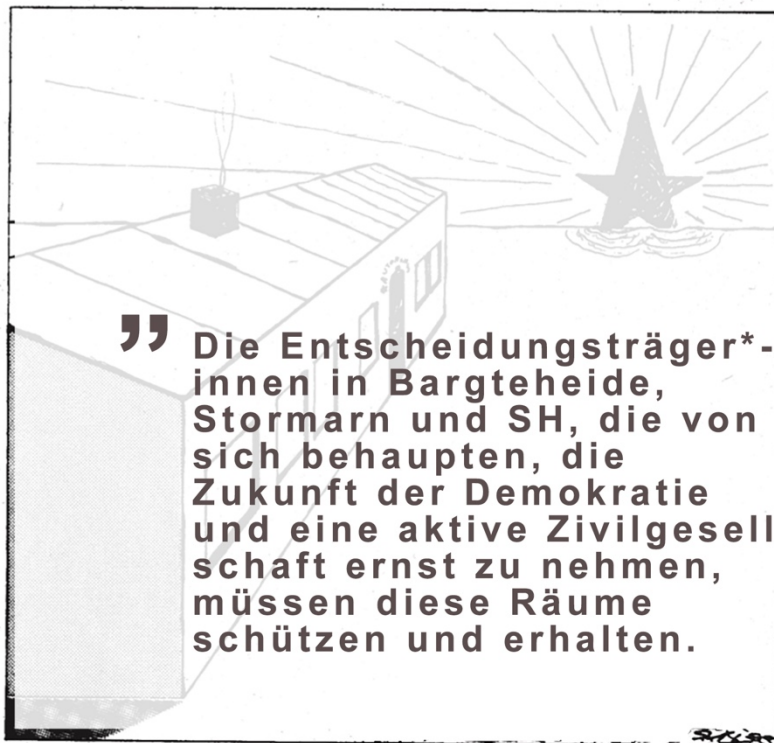 ” Die Entscheidungsträger*-
innen in Bargteheide,
Stormarn und SH, die von
sich behaupten, die
Zukunft der Demokratie
und eine aktive Zivilgesell
schaft ernst zu nehmen,
müssen diese Räume
schützen und erhalten.